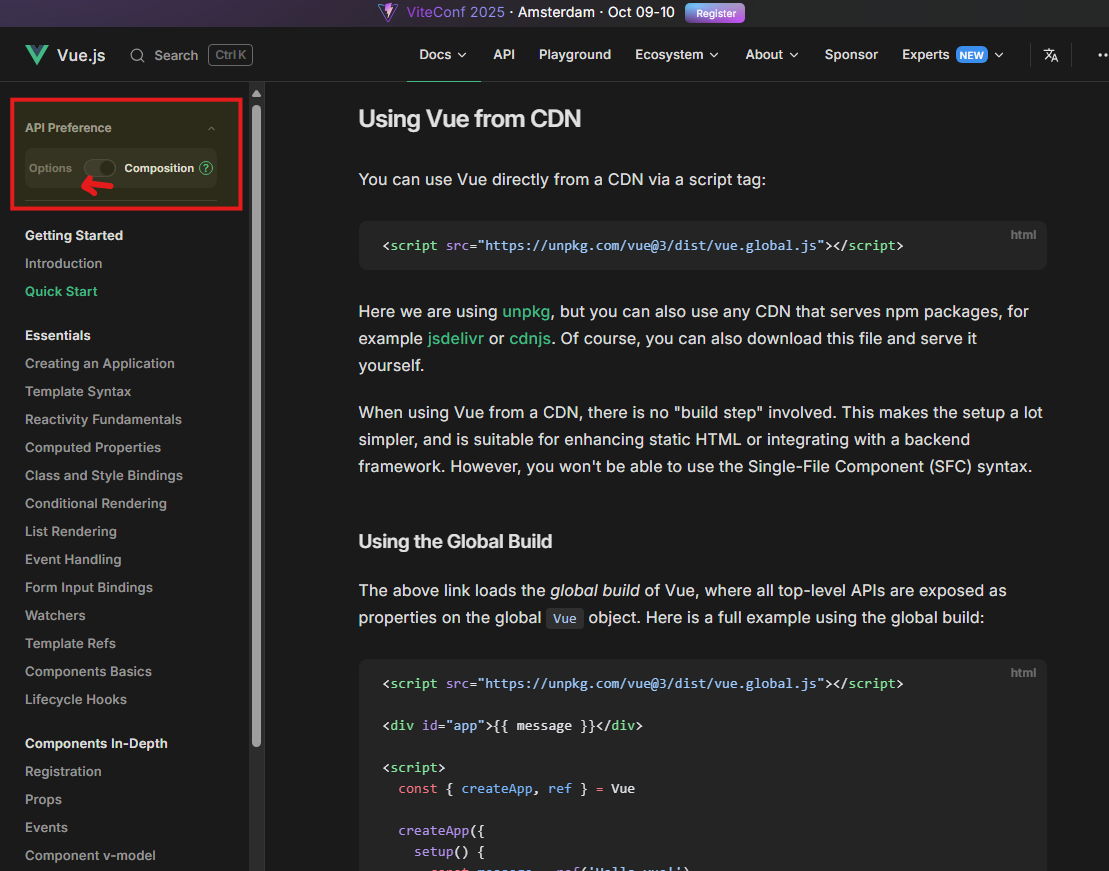 ViteConf 2025 · Amsterdam · Oct 09-10 Register
Vue.js Search Ctrl K Docs API Playground Ecosystem About Sponsor Experts NEW
API Preference
Options Composition ?
Getting Started
Introduction
Quick Start
Essentials
Creating an Application
Template Syntax
Reactivity Fundamentals
Computed Properties
Class and Style Bindings
Conditional Rendering
List Rendering
Event Handling
Form Input Bindings
Watchers
Template Refs
Components Basics
Lifecycle Hooks
Components In-Depth
Registration
Props
Events
Component v-model
Using Vue from CDN
You can use Vue directly from a CDN via a script tag:
html
<script src="https://unpkg.com/vue@3/dist/vue.global.js"></script>
Here we are using unpkg, but you can also use any CDN that serves npm packages, for
example jsdelivr or cdnjs. Of course, you can also download this file and serve it
yourself.
When using Vue from a CDN, there is no "build step" involved. This makes the setup a lot
simpler, and is suitable for enhancing static HTML or integrating with a backend
framework. However, you won't be able to use the Single-File Component (SFC) syntax.
Using the Global Build
The above link loads the global build of Vue, where all top-level APIs are exposed as
properties on the global Vue object. Here is a full example using the global build:
html
<script src="https://unpkg.com/vue@3/dist/vue.global.js"></script>
<div id="app">{{ message }}</div>
<script>
const { createApp, ref } = Vue
createApp({
setup() {
const message = ref('Hello vue!')